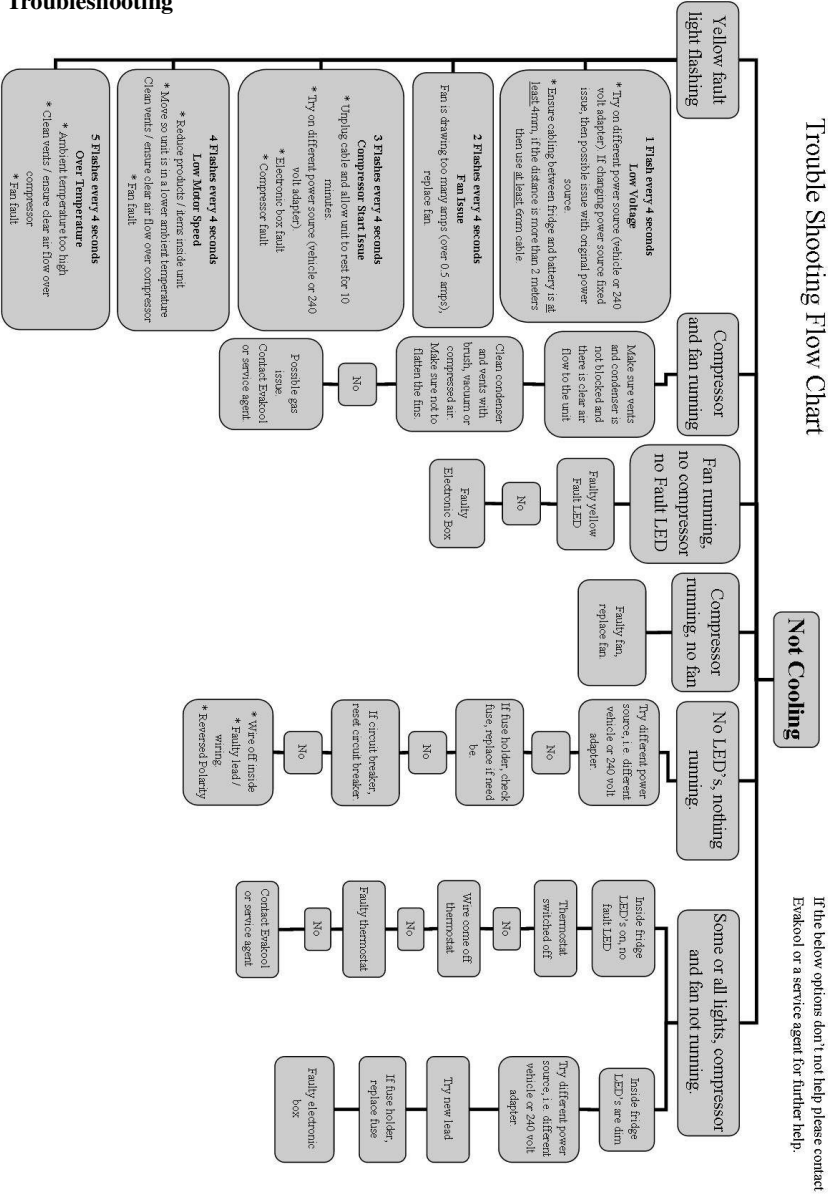 Troubleshooting
Trouble Shooting Flow Chart
If the below options don't not help please contact
Evakool or a service agent for further help.
Not Cooling
Yellow fault
light flashing
1 Flash every 4 seconds
Low Voltage
* Try on different power source (vehicle or 240
volt adapter). If changing power source fixed
issue, then possible issue with original power
source.
* Ensure cabling between fridge and battery is at
least 4mm, if the distance is more than 2 meters
then use at least 6mm cable
2 Flashes every 4 seconds
Fan Issue
Fan is drawing too many amps (over 0.5 amps),
replace fan
3 Flashes every 4 seconds
Compressor Start Issue
* Unplug cable and allow unit to rest for 10
minutes.
* Try on different power source (vehicle or 240
volt adapter)
* Electronic box fault
* Compressor fault
4 Flashes every 4 seconds
Low Motor Speed
* Reduce products / items inside unit
* Move so unit is in a lower ambient temperature
Clean vents / ensure clear air flow over compressor
* Fan fault
5 Flashes every 4 seconds
Over Temperature
* Ambient temperature too high
* Clean vents / ensure clear air flow over
compressor
* Fan fault
Compressor
and fan running
Make sure vents
and condenser is
not blocked and
there is clear air
flow to the unit
Clean condenser
and vents with
brush, vacuum or
compressed air.
Make sure not to
flatten the fins.
No
Possible gas
issue.
Contact Evakool
or service agent
Fan running,
no compressor
no Fault LED
Faulty yellow
Fault LED
No
Faulty
Electronic Box
Compressor
running, no fan
Faulty fan,
replace fan.
No LED's, nothing
running.
Try different power
source, i.e. different
vehicle or 240 volt
adapter.
No
If fuse holder, check
fuse, replace if need
be.
No
If circuit breaker,
reset circuit breaker.
No
* Wire off inside
* Faulty lead /
wiring
* Reversed Polarity
Some or all lights, compressor
and fan not running.
Inside fridge
LED's on, no
fault LED
Thermostat
switched off
No
Wire come off
thermostat
No
Faulty thermostat
No
Contact Evakool
or service agent
Inside fridge
LED's are dim
Try different power
source, i.e. different
vehicle or 240 volt
adapter.
Try new lead
If fuse holder,
replace fuse
Faulty electronic
box